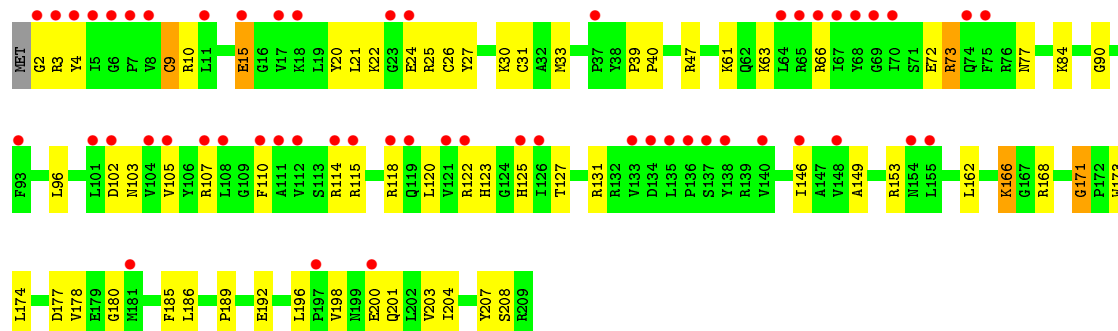 MET G2 R3 Y4 I5 G6 P7 V8 C9 R10 L11 E15 G16 V17 K18 L19 Y20 L21 K22 G23 E24 R25 C26 Y27 K30 C31 A32 M33 P37 Y38 P39 P40 R47 K61 Q62 K63 L64 R65 R66 I67 Y68 G69 I70 S71 E72 R73 Q74 F75 R76 N77 K84 G90
F93 L96 L101 D102 N103 V104 V105 Y106 R107 L108 G109 F110 A111 V112 S113 R114 R115 R118 Q119 L120 V121 R122 H123 G124 H125 I126 T127 R131 R132 V133 D134 L135 P136 S137 Y138 R139 V140 I146 A147 V148 A149 R153 N154 L155 L162 K166 G167 R168 G171 P172 W173
L174 D177 V178 E179 G180 M181 F185 L186 P189 E192 L196 P197 V198 N199 E200 Q201 L202 V203 I204 Y207 S208 R209